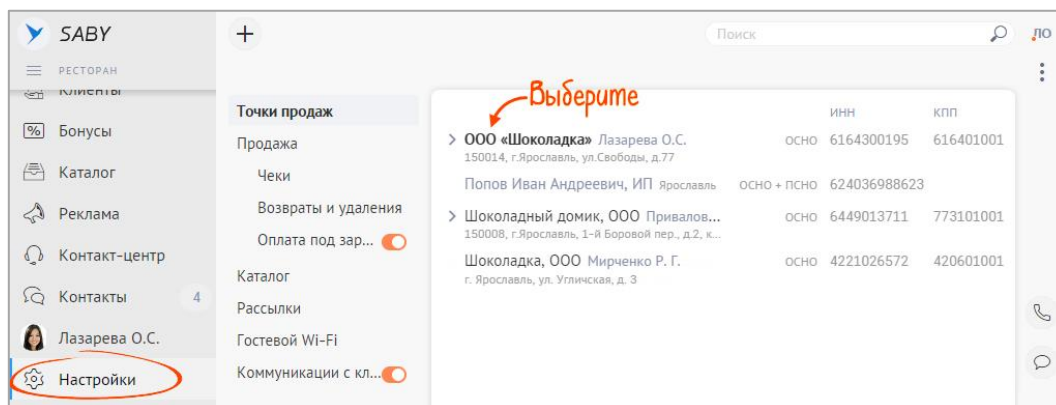 SABY
РЕСТОРАН
Клиенты
Бонусы
Каталог
Реклама
Контакт-центр
Контакты 4
Лазарева О.С.
Настройки
+
Поиск
ЛО
Точки продаж
Продажа
Чеки
Возвраты и удаления
Оплата под зар...
Каталог
Рассылки
Гостевой Wi-Fi
Коммуникации с кл...
Выберите
ИНН КПП
ООО «Шоколадка» Лазарева О.С. ОСНО 6164300195 616401001
150014, г.Ярославль, ул.Свободы, д.77
Попов Иван Андреевич, ИП Ярославль ОСНО + ПСНО 624036988623
Шоколадный домик, ООО Привалов... ОСНО 6449013711 773101001
150008, г.Ярославль, 1-й Боровой пер., д.2, к...
Шоколадка, ООО Мирченко Р. Г. ОСНО 4221026572 420601001
г. Ярославль, ул. Угличская, д. 3